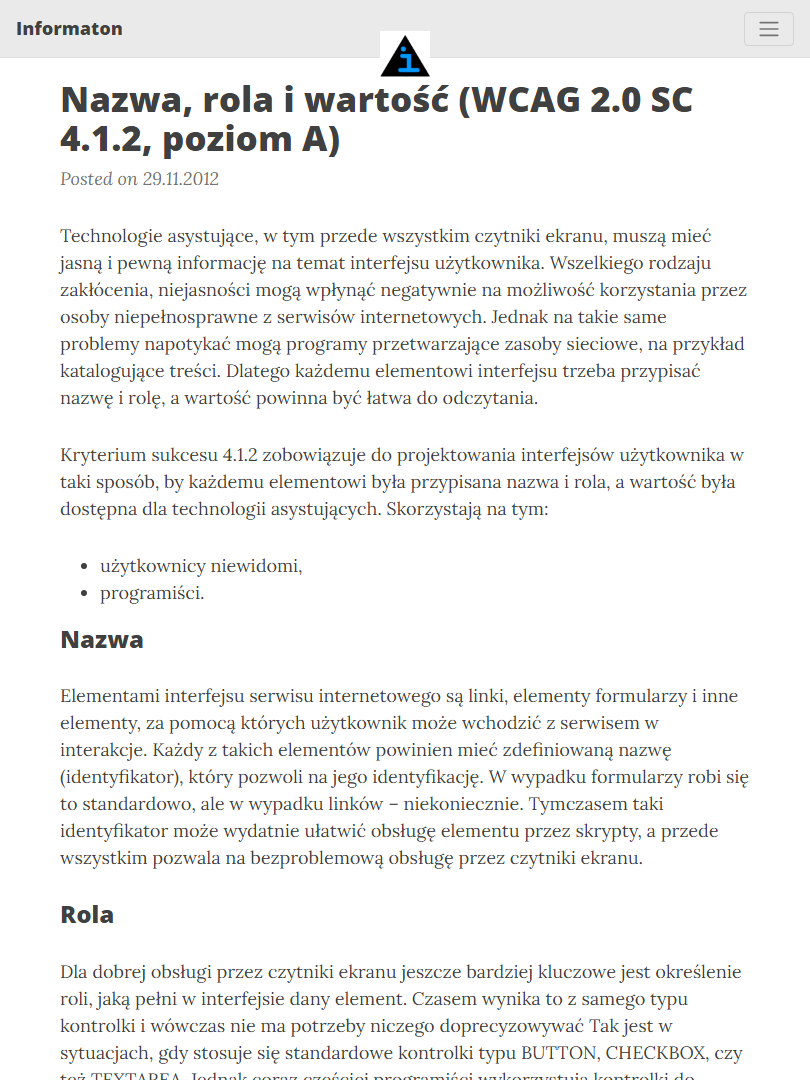 Informaton
i
Nazwa, rola i wartość (WCAG 2.0 SC
4.1.2, poziom A)
Posted on 29.11.2012
Technologie asystujące, w tym przede wszystkim czytniki ekranu, muszą mieć
jasną i pewną informację na temat interfejsu użytkownika. Wszelkiego rodzaju
zakłócenia, niejasności mogą wpłynąć negatywnie na możliwość korzystania przez
osoby niepełnosprawne z serwisów internetowych. Jednak na takie same
problemy napotykać mogą programy przetwarzające zasoby sieciowe, na przykład
katalogujące treści. Dlatego każdemu elementowi interfejsu trzeba przypisać
nazwę i rolę, a wartość powinna być łatwa do odczytania.
Kryterium sukcesu 4.1.2 zobowiązuje do projektowania interfejsów użytkownika w
taki sposób, by każdemu elementowi była przypisana nazwa i rola, a wartość była
dostępna dla technologii asystujących. Skorzystają na tym:
• użytkownicy niewidomi,
• programiści.
Nazwa
Elementami interfejsu serwisu internetowego są linki, elementy formularzy i inne
elementy, za pomocą których użytkownik może wchodzić z serwisem w
interakcje. Każdy z takich elementów powinien mieć zdefiniowaną nazwę
(identyfikator), który pozwoli na jego identyfikację. W wypadku formularzy robi się
to standardowo, ale w wypadku linków – niekoniecznie. Tymczasem taki
identyfikator może wydatnie ułatwić obsługę elementu przez skrypty, a przede
wszystkim pozwala na bezproblemową obsługę przez czytniki ekranu.
Rola
Dla dobrej obsługi przez czytniki ekranu jeszcze bardziej kluczowe jest określenie
roli, jaką pełni w interfejsie dany element. Czasem wynika to z samego typu
kontrolki i wówczas nie ma potrzeby niczego doprecyzowywać Tak jest w
sytuacjach, gdy stosuje się standardowe kontrolki typu BUTTON, CHECKBOX, czy
też TEXTAREA. Jednak coraz częściej programiści wykorzystują kontrolki do